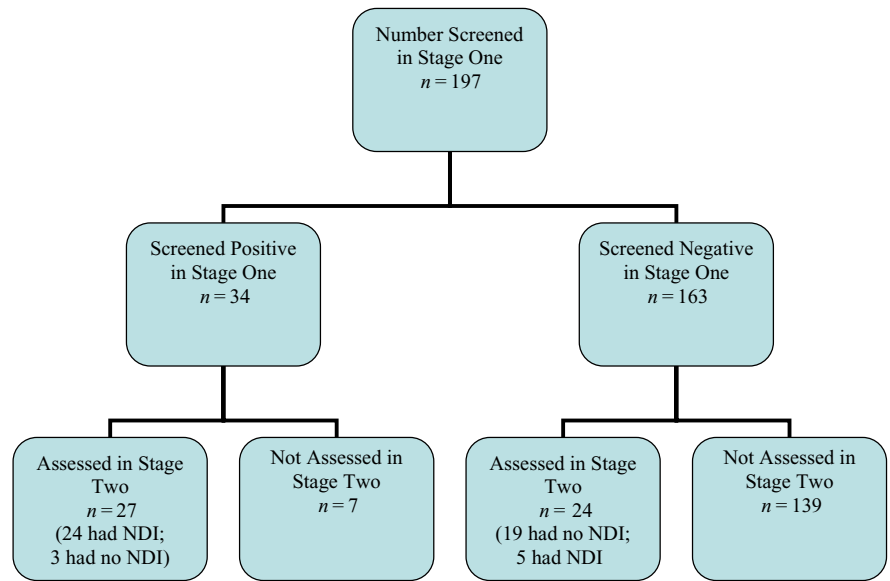 Number Screened
in Stage One
n = 197
Screened Positive
in Stage One
n = 34
Screened Negative
in Stage One
n = 163
Assessed in Stage
Two
n = 27
(24 had NDI;
3 had no NDI)
Not Assessed in
Stage Two
n = 7
Assessed in Stage
Two
n = 24
(19 had no NDI;
5 had NDI
Not Assessed in
Stage Two
n = 139